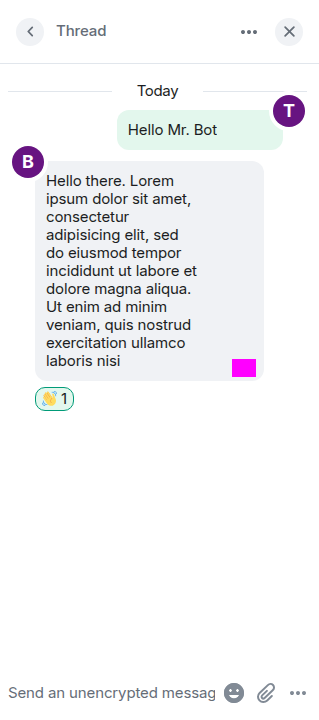 Thread
Today
T
Hello Mr. Bot
B
Hello there. Lorem
ipsum dolor sit amet,
consectetur
adipisicing elit, sed
do eiusmod tempor
incididunt ut labore et
dolore magna aliqua.
Ut enim ad minim
veniam, quis nostrud
exercitation ullamco
laboris nisi
👋 1
Send an unencrypted messag